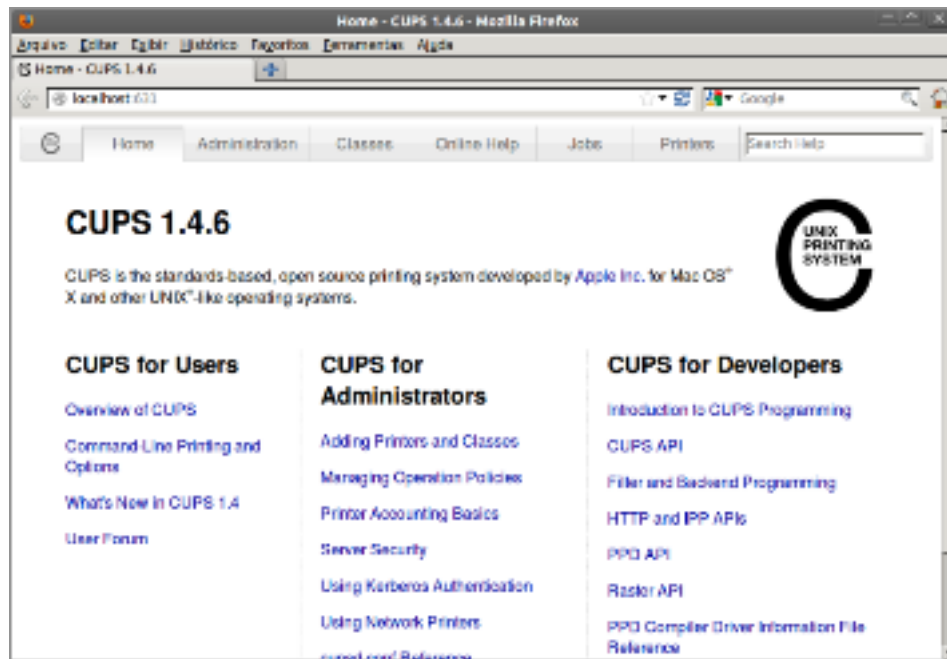 Home - CUPS 1.4.6 - Mozilla Firefox
Arquivo Editar Exibir Histórico Favoritos Ferramentas Ajuda
Home - CUPS 1.4.6
localhost:631
Google
Home Administration Classes Online Help Jobs Printers Search Help
CUPS 1.4.6
UNIX
PRINTING
SYSTEM
CUPS is the standards-based, open source printing system developed by Apple Inc. for Mac OS®
X and other UNIX®-like operating systems.
CUPS for Users
Overview of CUPS
Command-Line Printing and
Options
What's New in CUPS 1.4
User Forum
CUPS for
Administrators
Adding Printers and Classes
Managing Operation Policies
Printer Accounting Basics
Server Security
Using Kerberos Authentication
Using Network Printers
cupsd.conf Reference
CUPS for Developers
Introduction to CUPS Programming
CUPS API
Filter and Backend Programming
HTTP and IPP APIs
PPD API
Raster API
PPD Compiler Driver Information File
Reference